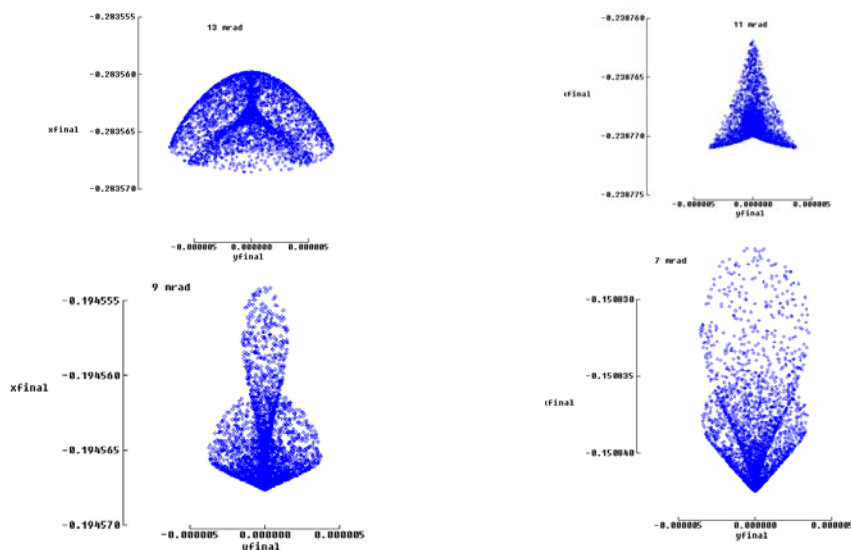 13 mrad
-0.283555
-0.283560
xfinal
-0.283565
-0.283570
-0.000005 0.000000 0.000005
yfinal
11 mrad
-0.230760
-0.230765
xfinal
-0.230770
-0.230775
-0.000005 0.000000 0.000005
yfinal
9 mrad
-0.194555
-0.194560
xfinal
-0.194565
-0.194570
-0.000005 0.000000 0.000005
yfinal
7 mrad
-0.150830
-0.150835
xfinal
-0.150840
-0.000005 0.000000 0.000005
yfinal